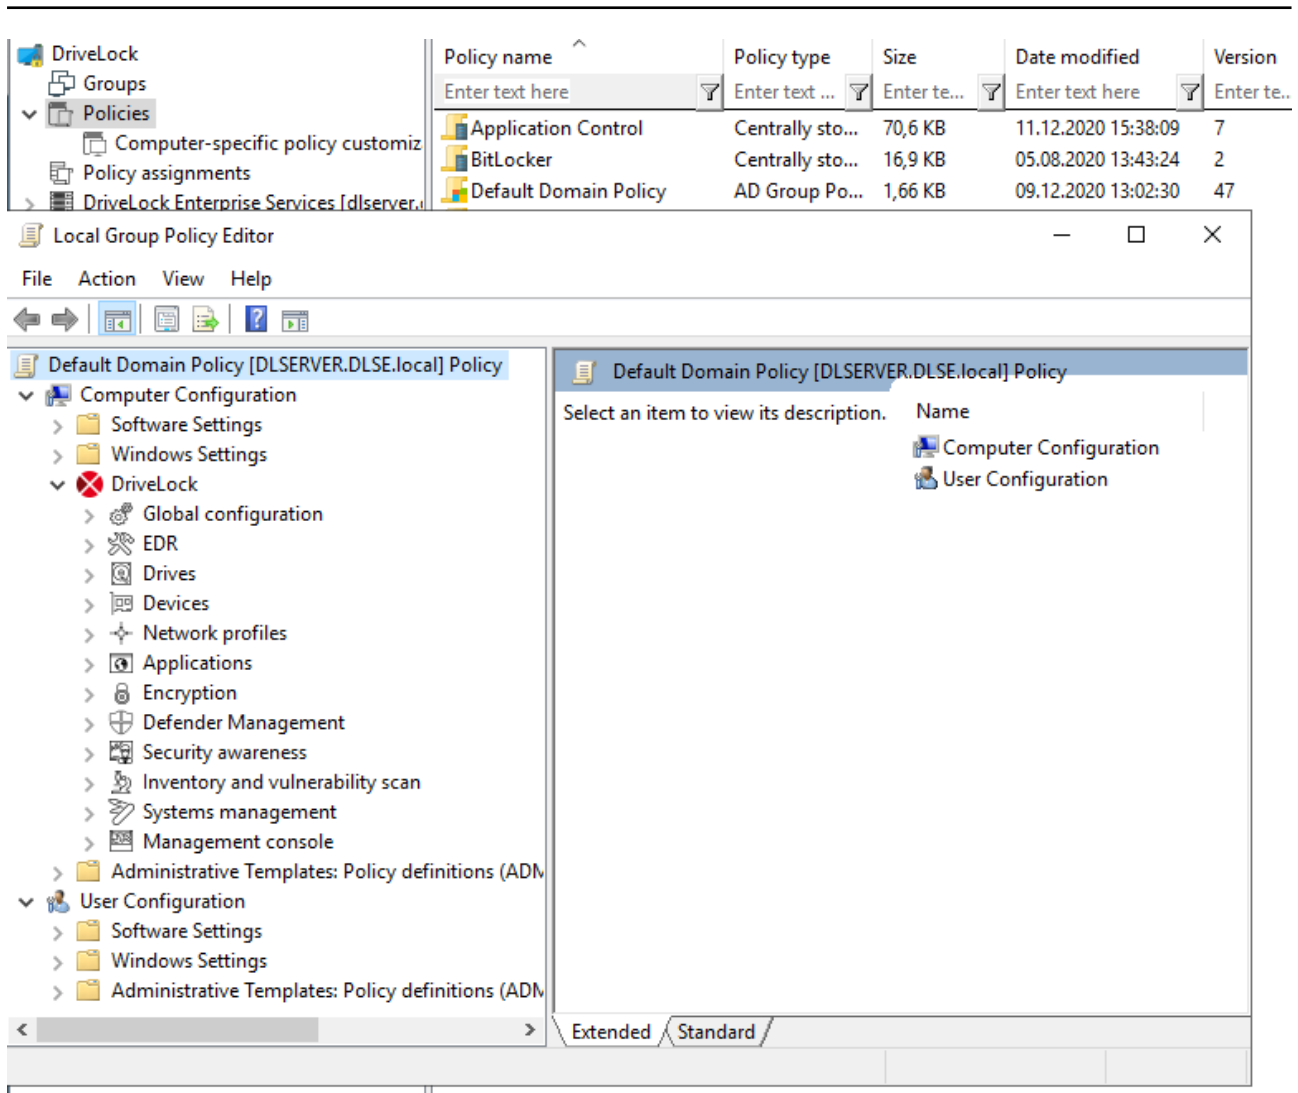 DriveLock
Groups
Policies
Computer-specific policy customiz
Policy assignments
DriveLock Enterprise Services [dlserver.
Policy name Policy type Size Date modified Version
Enter text here Enter text ... Enter te... Enter text here Enter te...
Application Control Centrally sto... 70,6 KB 11.12.2020 15:38:09 7
BitLocker Centrally sto... 16,9 KB 05.08.2020 13:43:24 2
Default Domain Policy AD Group Po... 1,66 KB 09.12.2020 13:02:30 47
Local Group Policy Editor
File Action View Help
Default Domain Policy [DLSERVER.DLSE.local] Policy
Computer Configuration
Software Settings
Windows Settings
DriveLock
Global configuration
EDR
Drives
Devices
Network profiles
Applications
Encryption
Defender Management
Security awareness
Inventory and vulnerability scan
Systems management
Management console
Administrative Templates: Policy definitions (ADM
User Configuration
Software Settings
Windows Settings
Administrative Templates: Policy definitions (ADM
Default Domain Policy [DLSERVER.DLSE.local] Policy
Select an item to view its description.
Name
Computer Configuration
User Configuration
Extended Standard